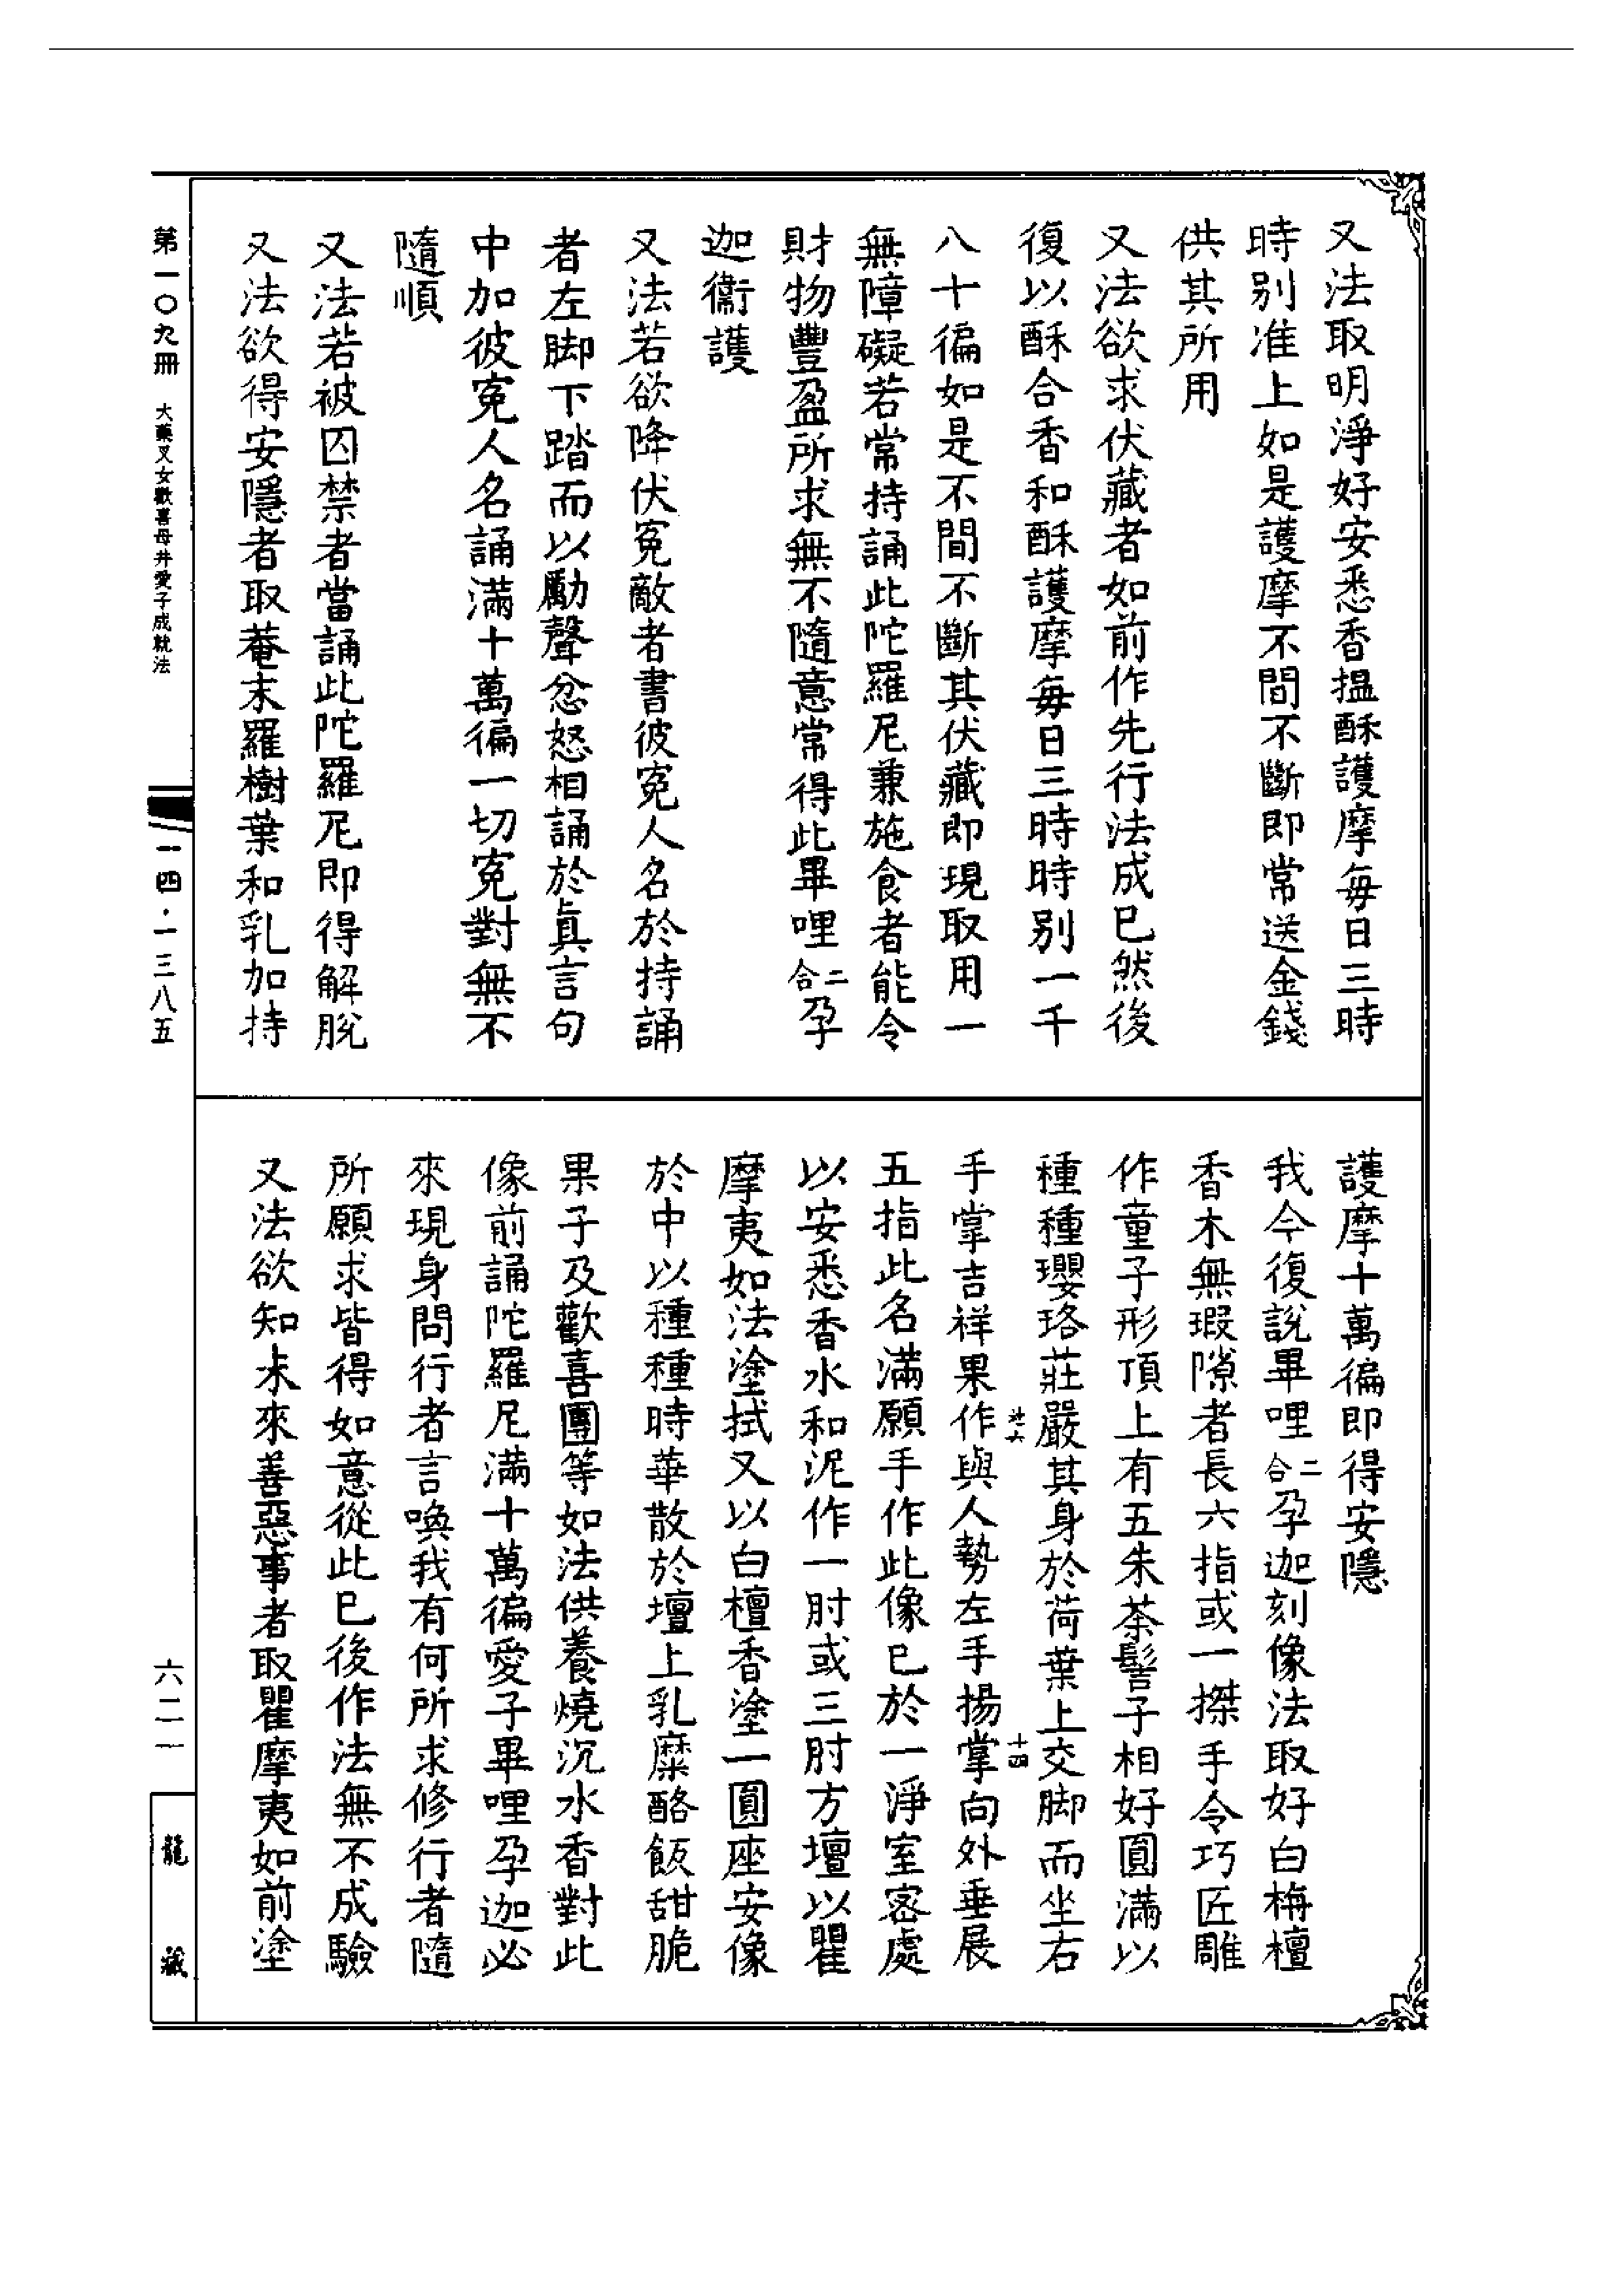 又法取明淨好安悉香搵酥護摩每日三時
時别准上如是護摩不間不斷即常送金錢
供其所用
又法欲求伏藏者如前作先行法成已然後
復以酥合香和酥護摩每日三時時别一千
八十徧如是不間不斷其伏藏即現取用一
無障礙若常持誦此陀羅尼兼施食者能令
財物豐盈所求無不隨意常得此畢哩二合孕
迦衞護
又法若欲降伏寃敵者書彼寃人名於持誦
者左脚下踏而以勵聲忿怒相誦於真言句
中加彼寃人名誦滿十萬徧一切寃對無不
隨順
又法若被囚禁者當誦此陀羅尼即得解脫
又法欲得安隱者取菴末羅樹葉和乳加持
護摩十萬徧即得安隱
我今復說畢哩二合孕迦刻像法取好白栴檀
香木無瑕隙者長六指或一搩手令巧匠雕
作童子形頂上有五朱茶髻子相好圓滿以
種種瓔珞莊嚴其身於荷葉上交脚而坐右
手掌吉祥果作與人勢左手揚掌向外垂展
五指此名滿願手作此像已於一淨室密處
以安悉香水和泥作一肘或三肘方壇以瞿
摩夷如法塗拭又以白檀香塗一圓座安像
於中以種種時華散於壇上乳糜酪飯甜脆
果子及歡喜團等如法供養燒沉水香對此
像前誦陀羅尼滿十萬徧愛子畢哩孕迦必
來現身問行者言喚我有何所求修行者隨
所願求皆得如意從此已後作法無不成驗
又法欲知未來善惡事者取瞿摩夷如前塗
第一〇九冊 大藥叉女歡喜母并愛子成就法
一四·一三八五
六二一
龍藏